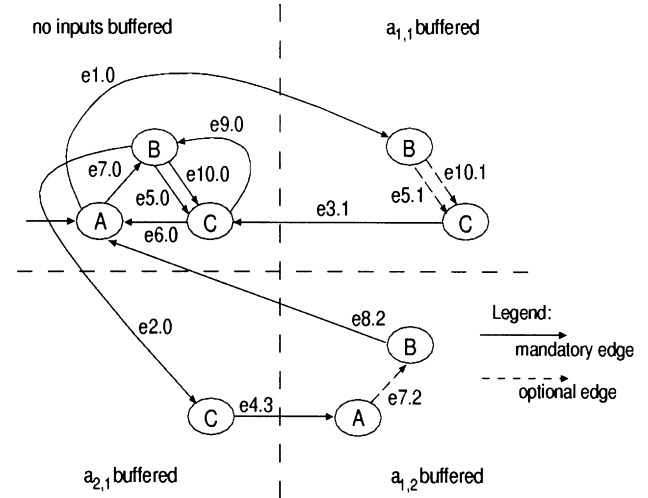 no inputs buffered
a1,1 buffered
e1.0
e9.0
B
B
e7.0
e10.0
e10.1
e5.0
e5.1
A
C
e3.1
C
e6.0
e8.2
Legend:
e2.0
mandatory edge
B
optional edge
e7.2
C
e4.3
A
a2,1 buffered
a1,2 buffered